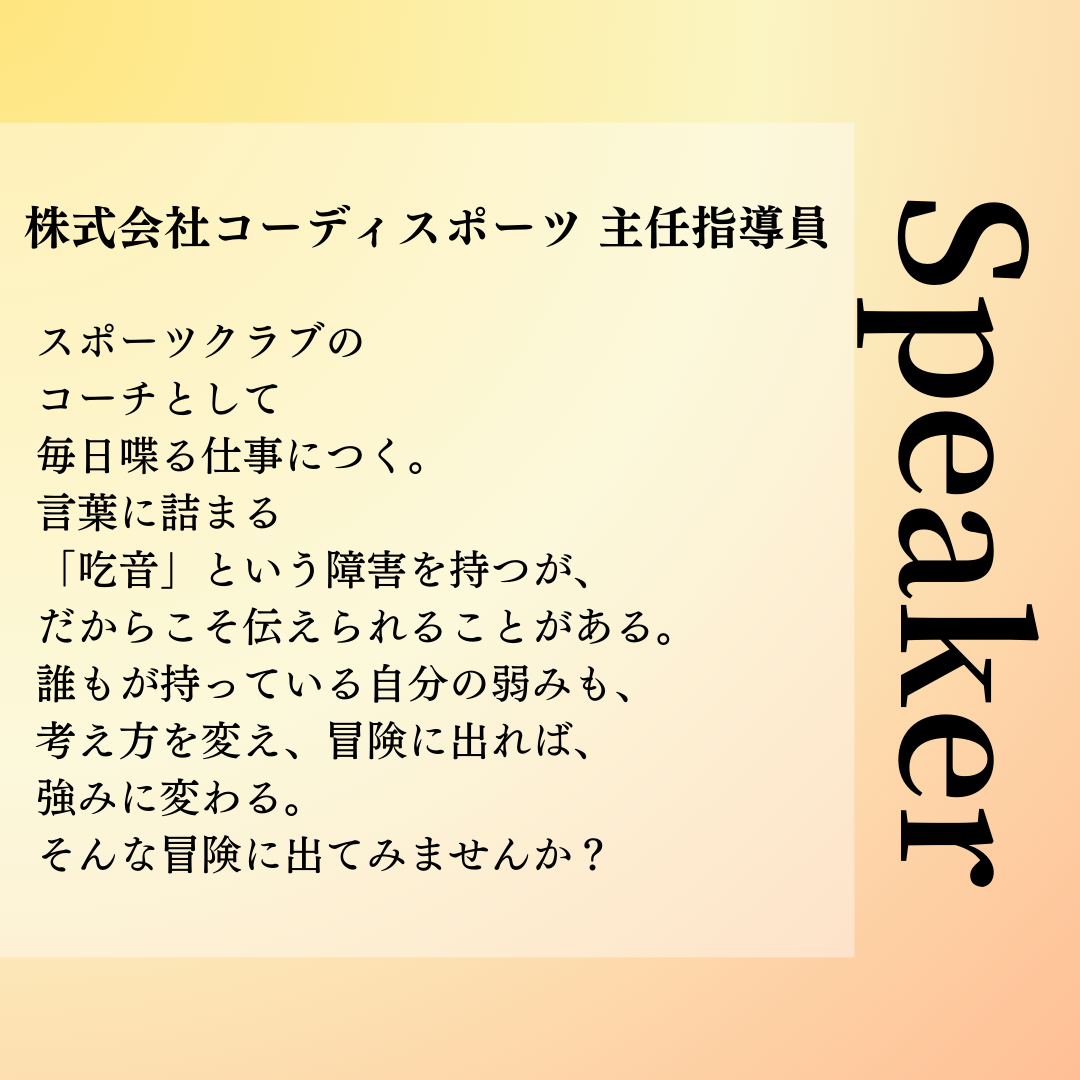 株式会社コーディスポーツ 主任指導員
スポーツクラブの
コーチとして
毎日喋る仕事につく。
言葉に詰まる
「吃音」という障害を持つが、
だからこそ伝えられることがある。
誰もが持っている自分の弱みも、
考え方を変え、冒険に出れば、
強みに変わる。
そんな冒険に出てみませんか？
Speaker